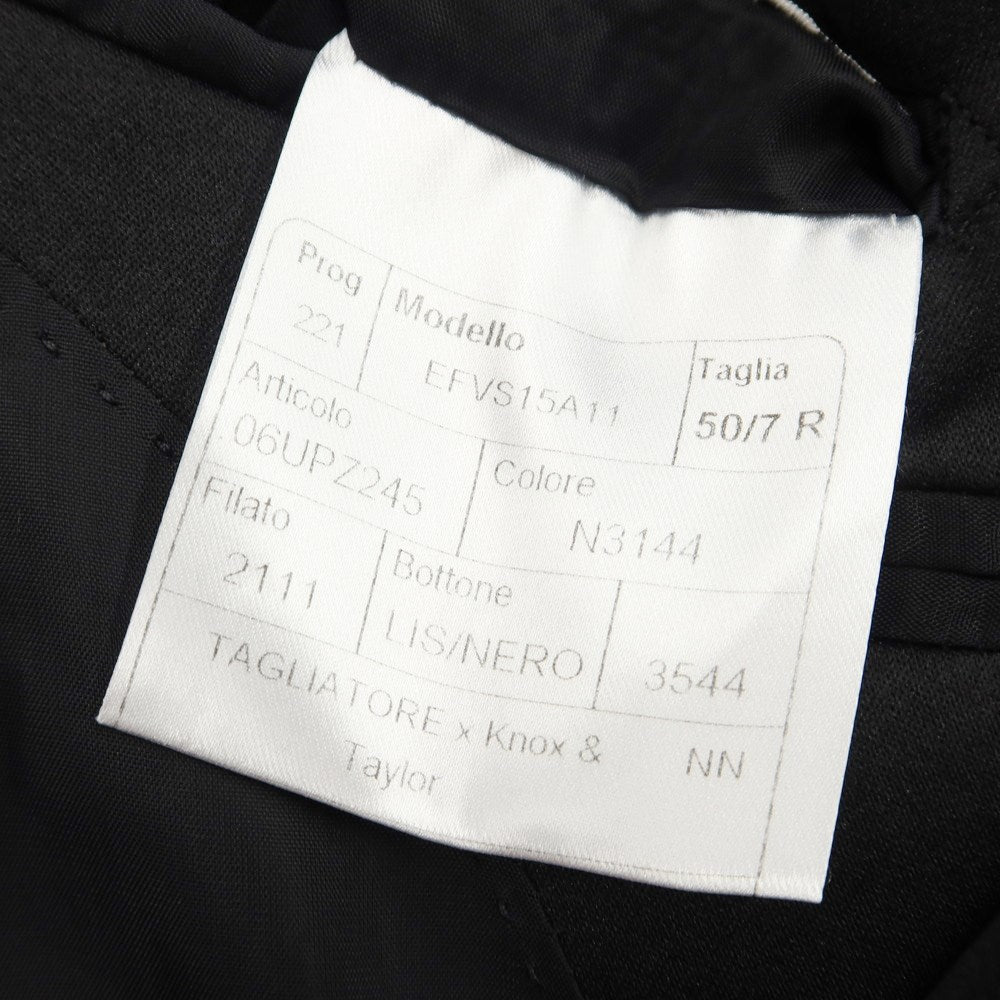 Prog
221
Modello
EFVS15A11
Taglia
50/7 R
Articolo
.06UPZ245
Colore
N3144
Filato
2111
Bottone
LIS/NERO
3544
TAGLIATORE x Knox &
Taylor
NN